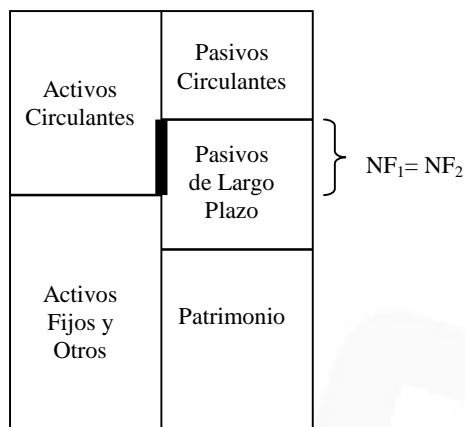 Activos
Circulantes
Pasivos
Circulantes
Pasivos
de Largo
Plazo
NF₁= NF₂
Activos
Fijos y
Otros
Patrimonio